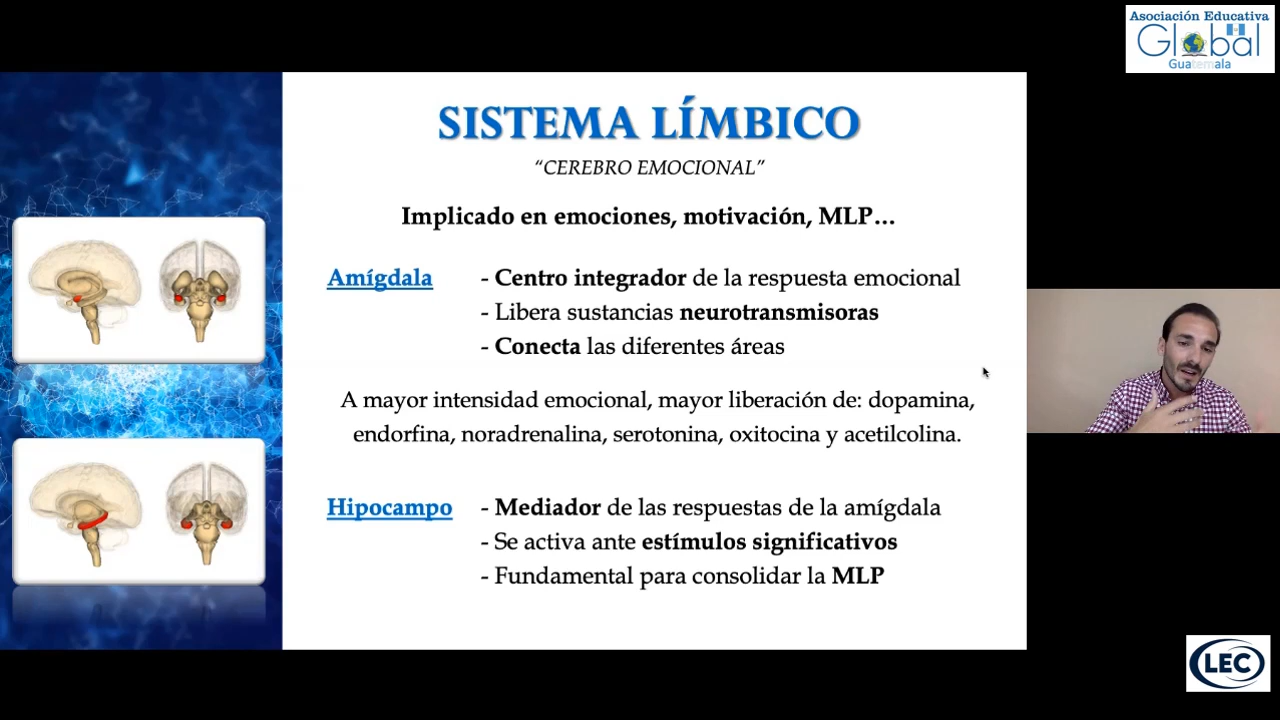 Asociación Educativa
Global
Guatemala
SISTEMA LÍMBICO
“CEREBRO EMOCIONAL”
Implicado en emociones, motivación, MLP…
Amígdala - Centro integrador de la respuesta emocional
- Libera sustancias neurotransmisoras
- Conecta las diferentes áreas
A mayor intensidad emocional, mayor liberación de: dopamina,
endorfina, noradrenalina, serotonina, oxitocina y acetilcolina.
Hipocampo - Mediador de las respuestas de la amígdala
- Se activa ante estímulos significativos
- Fundamental para consolidar la MLP
LEC